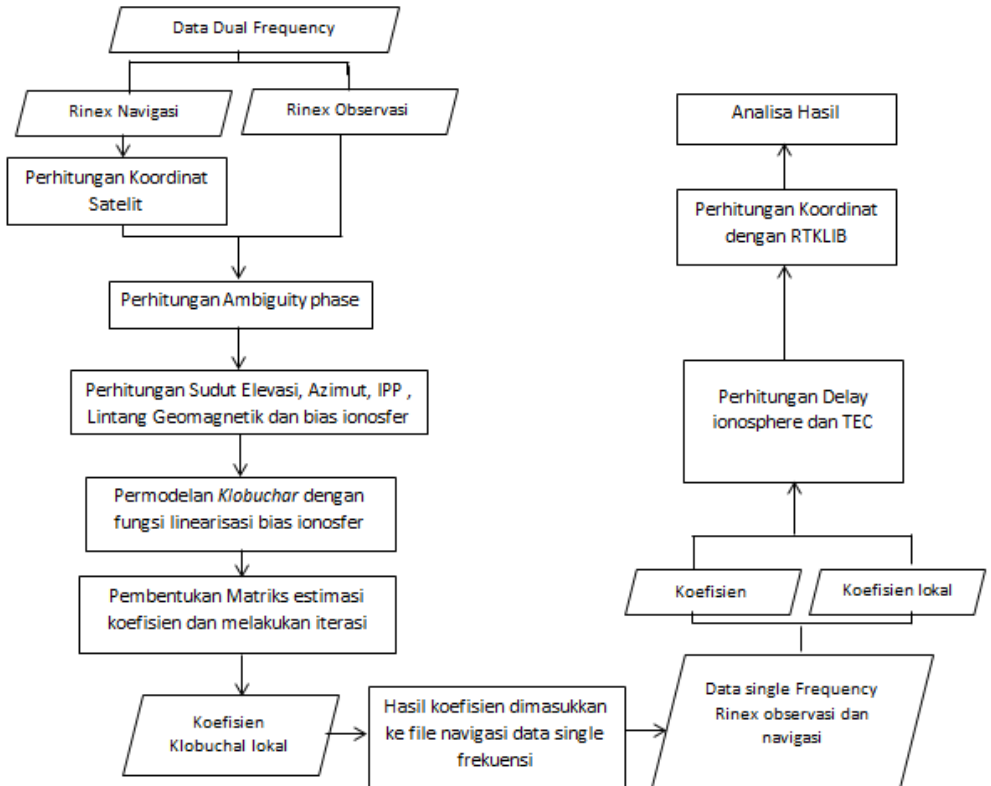 Data Dual Frequency
Rinex Navigasi
Rinex Observasi
Perhitungan Koordinat
Satelit
Perhitungan Ambiguity phase
Perhitungan Sudut Elevasi, Azimut, IPP ,
Lintang Geomagnetik dan bias ionosfer
Permodelan Klobuchar dengan
fungsi linearisasi bias ionosfer
Pembentukan Matriks estimasi
koefisien dan melakukan iterasi
Koefisien
Klobuchal lokal
Hasil koefisien dimasukkan
ke file navigasi data single
frekuensi
Data single Frequency
Rinex observasi dan
navigasi
Koefisien
Koefisien lokal
Perhitungan Delay
ionosphere dan TEC
Perhitungan Koordinat
dengan RTKLIB
Analisa Hasil